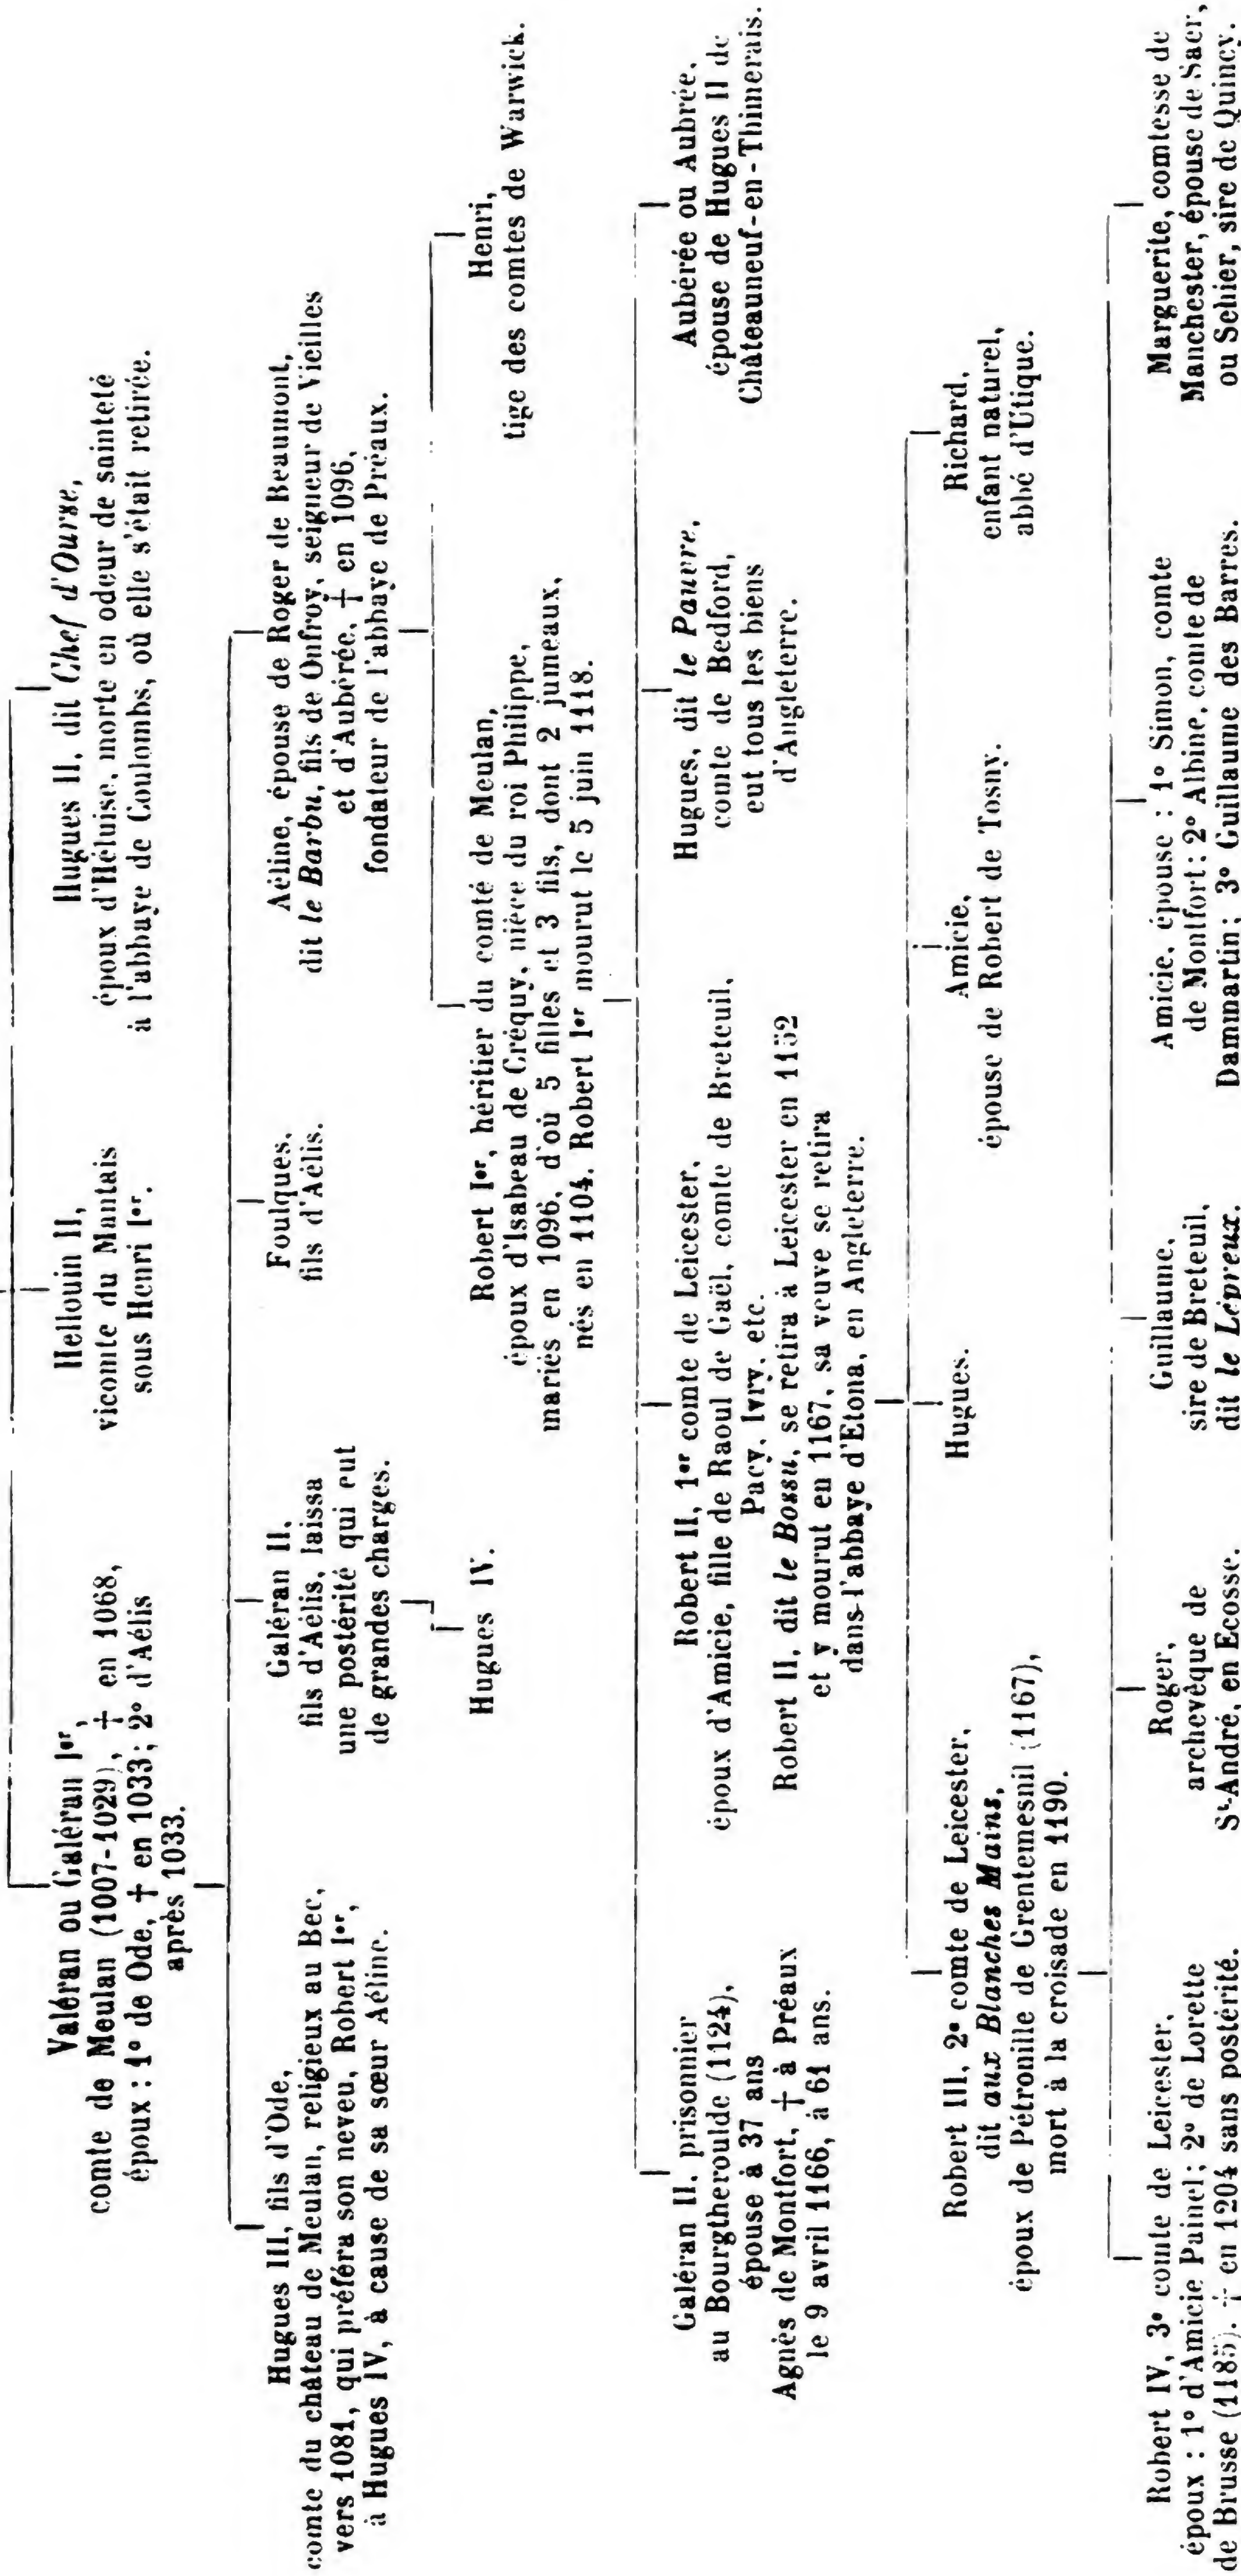 Valéran ou Galéran Ier,
comte de Meulan (1007-1029), † en 1068,
époux : 1° de Ode, † en 1033; 2° d'Aélis
après 1033.
Hellouin II,
vicomte du Mantais
sous Henri Ier.
Hugues II, dit Chef d'Ourse,
époux d'Héluise, morte en odeur de sainteté
à l'abbaye de Coulombs, où elle s'était retirée.
Hugues III, fils d'Ode,
comte du château de Meulan, religieux au Bec,
vers 1081, qui préféra son neveu, Robert Ier,
à Hugues IV, à cause de sa sœur Aéline.
Galéran II,
fils d'Aélis, laissa
une postérité qui eut
de grandes charges.
Foulques,
fils d'Aélis.
Aéline, épouse de Roger de Beaumont,
dit le Barbu, fils de Onfroy, seigneur de Vieilles
et d'Aubérée, † en 1096,
fondateur de l'abbaye de Préaux.
Hugues IV.
Robert Ier, héritier du comté de Meulan,
époux d'Isabeau de Créquy, nièce du roi Philippe,
mariés en 1096, d'où 5 filles et 3 fils, dont 2 jumeaux,
nés en 1104. Robert Ier mourut le 5 juin 1118.
Henri,
tige des comtes de Warwick.
Galéran II, prisonnier
au Bourgtheroulde (1124),
épouse à 37 ans
Agnès de Montfort, † à Préaux
le 9 avril 1166, à 61 ans.
Robert II, 1er comte de Leicester,
époux d'Amicie, fille de Raoul de Gaël, comte de Breteuil,
Pacy, Ivry, etc.
Robert II, dit le Bossu, se retira à Leicester en 1152
et y mourut en 1167, sa veuve se retira
dans l'abbaye d'Etona, en Angleterre.
Hugues, dit le Pauvre,
comte de Bedford,
eut tous les biens
d'Angleterre.
Aubérée ou Aubrée,
épouse de Hugues II de
Châteauneuf-en-Thimerais.
Robert III, 2e comte de Leicester,
dit aux Blanches Mains,
époux de Pétronille de Grentemesnil (1167),
mort à la croisade en 1190.
Hugues.
Amicie,
épouse de Robert de Tosny.
Richard,
enfant naturel,
abbé d'Utique.
Robert IV, 3e comte de Leicester,
époux : 1° d'Amicie Painel; 2° de Lorette
de Brusse (1185). † en 1204 sans postérité.
Roger,
archevêque de
St-André, en Ecosse.
Guillaume,
sire de Breteuil,
dit le Lépreux.
Amicie, épouse : 1° Simon, comte
de Montfort; 2° Albine, comte de
Dammartin; 3° Guillaume des Barres.
Marguerite, comtesse de
Manchester, épouse de Sacr,
ou Sehier, sire de Quincy.